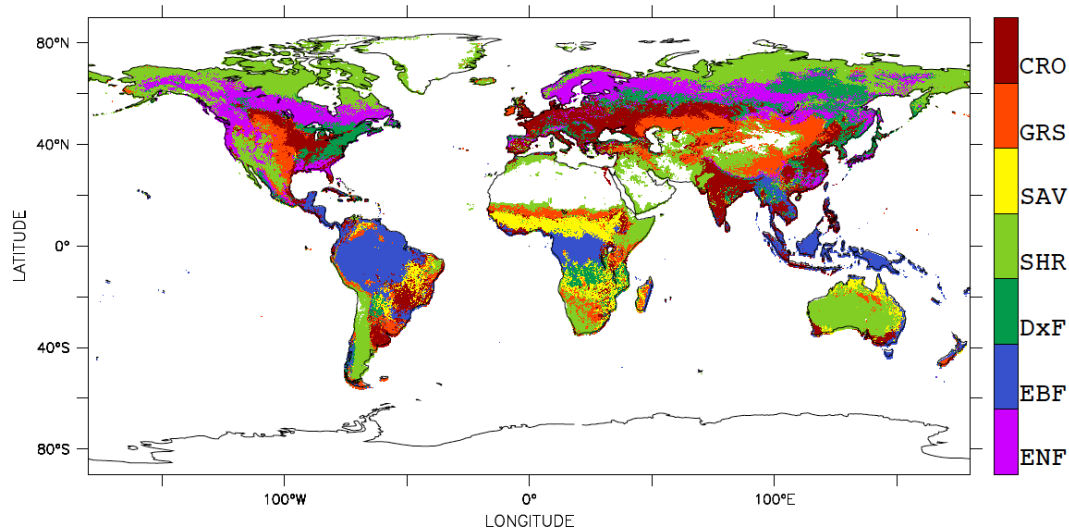 80°N
40°N
0°
40°S
80°S
LATITUDE
100°W
0°
100°E
LONGITUDE
CRO
GRS
SAV
SHR
DxF
EBF
ENF